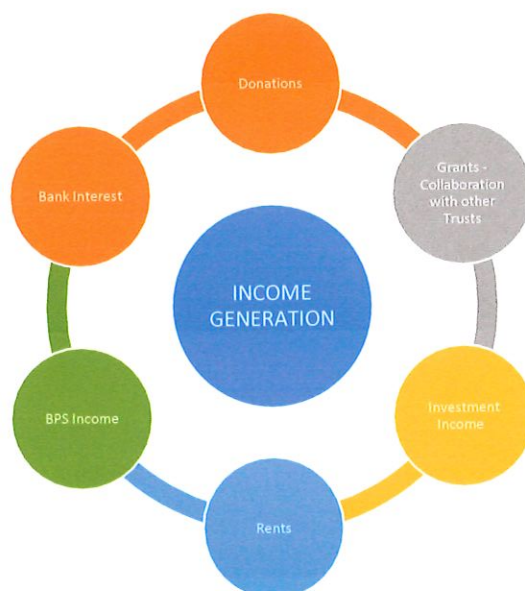 Donations
Grants -
Collaboration
with other
Trusts
Bank Interest
INCOME
GENERATION
BPS Income
Investment
Income
Rents